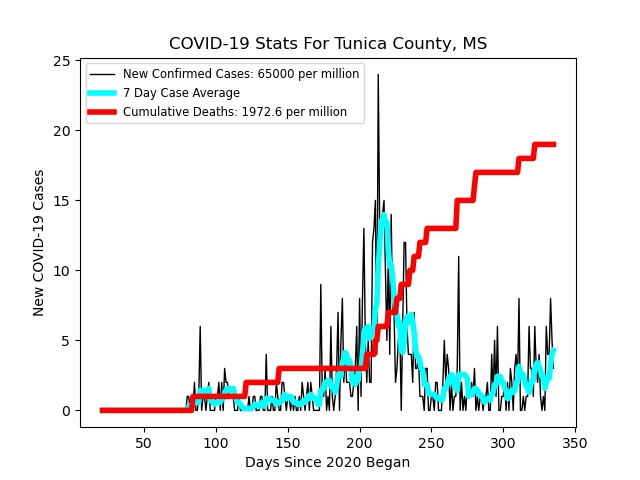 COVID-19 Stats For Tunica County, MS
New Confirmed Cases: 65000 per million
7 Day Case Average
Cumulative Deaths: 1972.6 per million
New COVID-19 Cases
25
20
15
10
5
0
50 100 150 200 250 300 350
Days Since 2020 Began